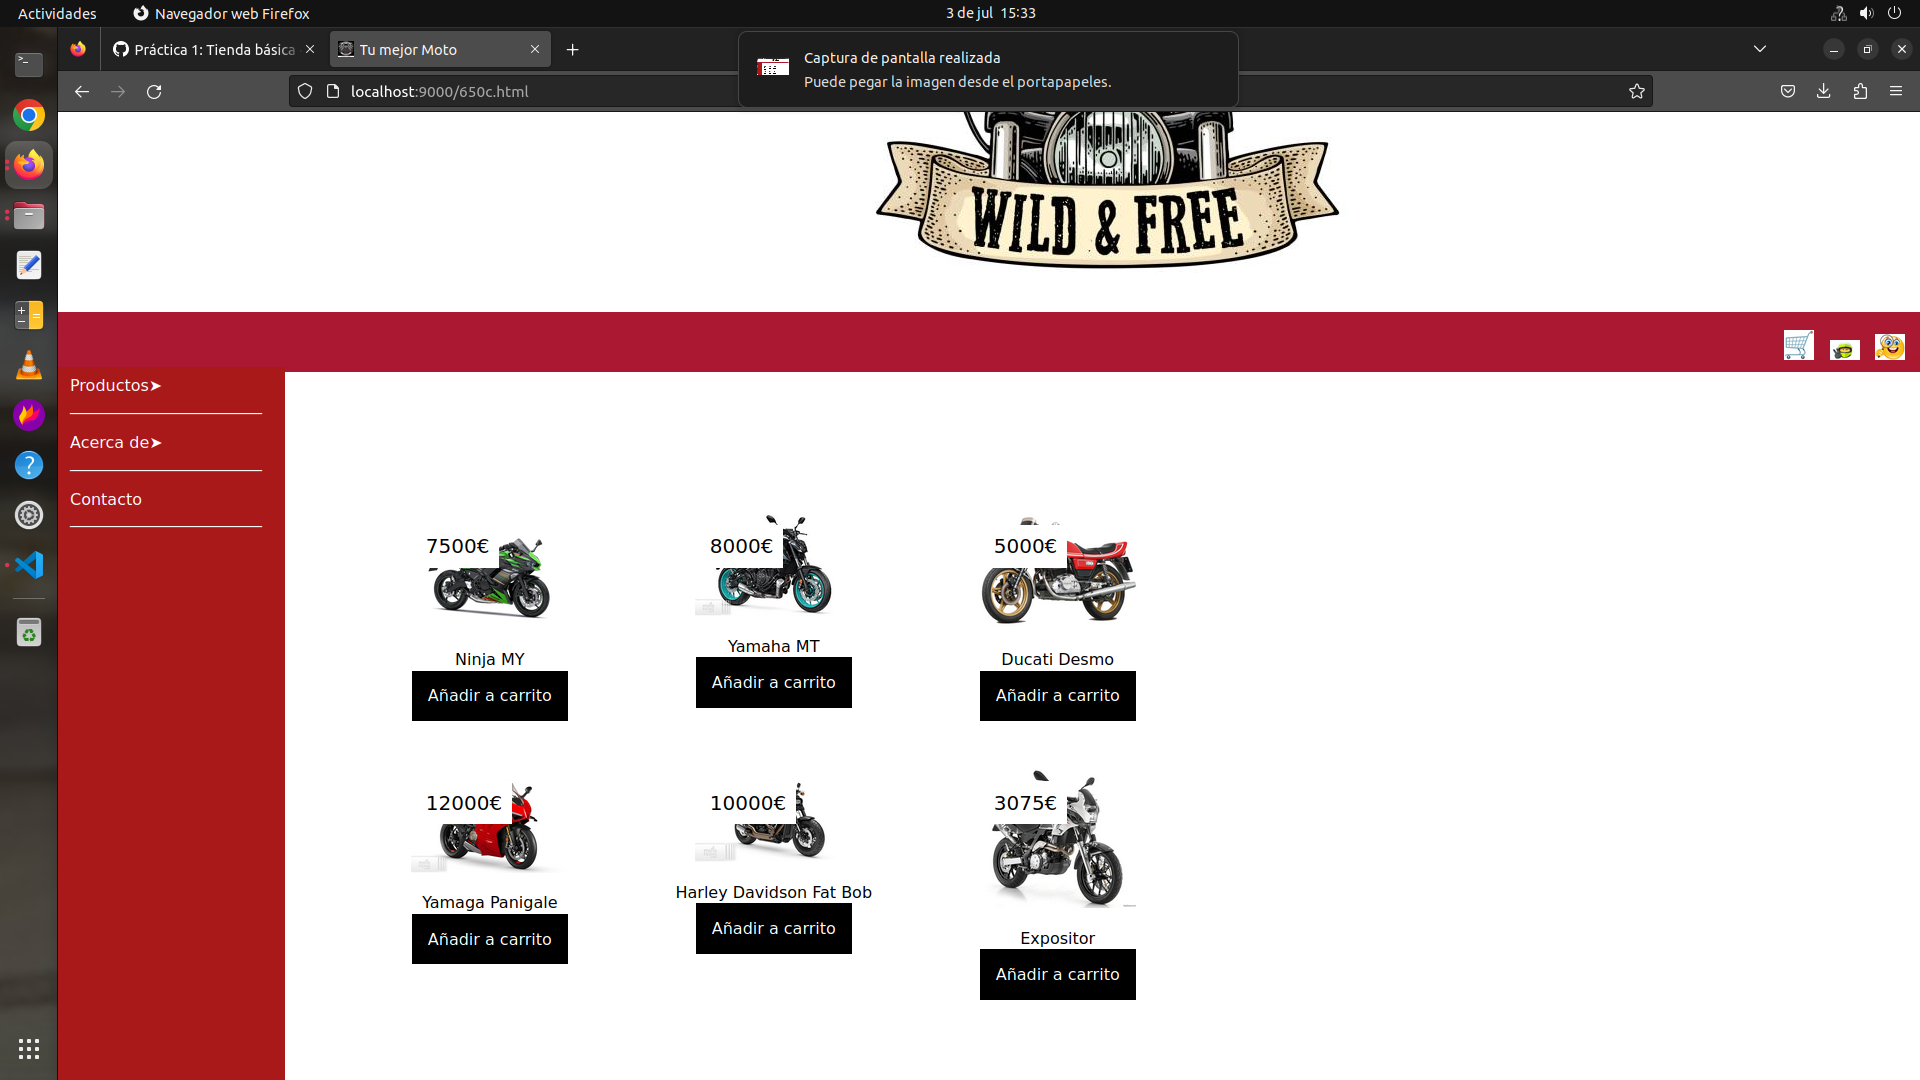 Actividades
Navegador web Firefox
3 de jul 15:33
Práctica 1: Tienda básica
Tu mejor Moto
Captura de pantalla realizada
Puede pegar la imagen desde el portapapeles.
localhost:9000/650c.html
WILD & FREE
Productos➤
Acerca de➤
Contacto
7500€
8000€
5000€
Ninja MY
Yamaha MT
Ducati Desmo
Añadir a carrito
Añadir a carrito
Añadir a carrito
12000€
10000€
3075€
Yamaga Panigale
Harley Davidson Fat Bob
Expositor
Añadir a carrito
Añadir a carrito
Añadir a carrito